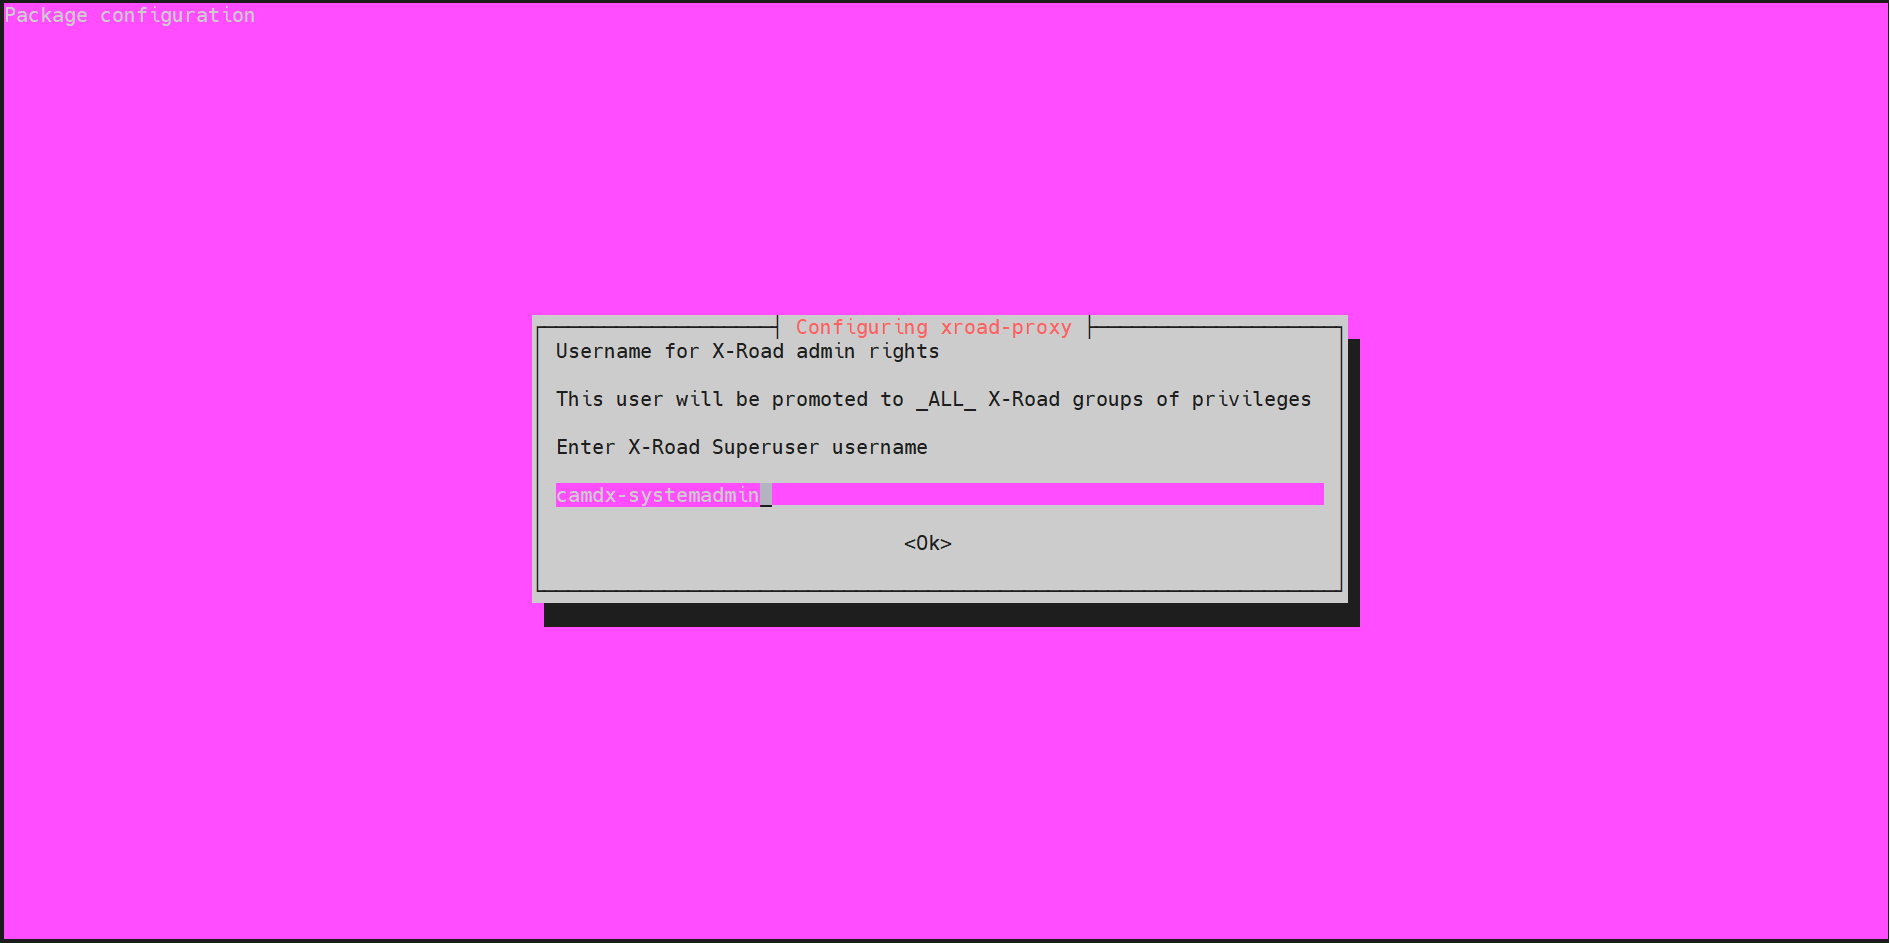 Package configuration
Configuring xroad-proxy
Username for X-Road admin rights
This user will be promoted to _ALL_ X-Road groups of privileges
Enter X-Road Superuser username
camdx-systemadmin
<Ok>